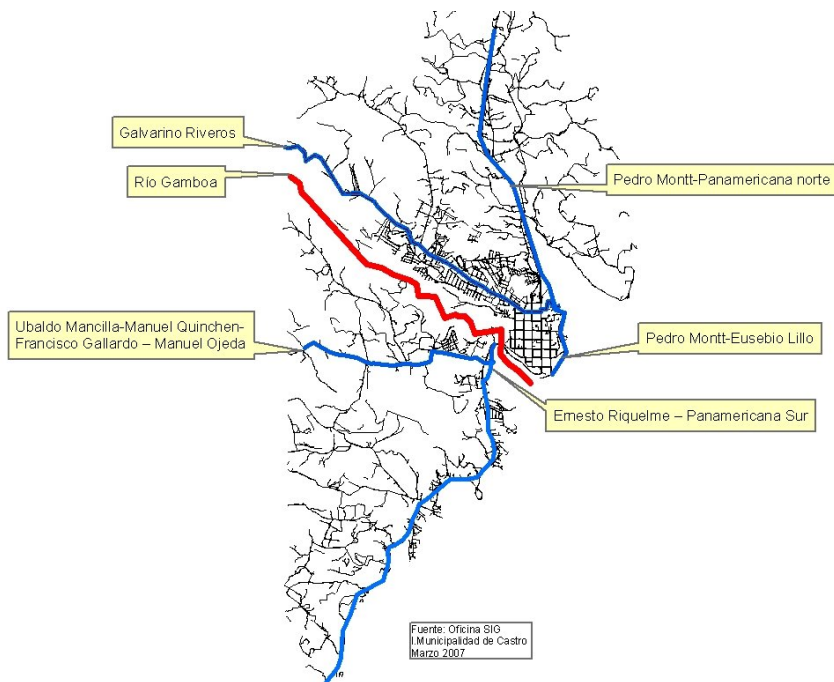 Galvarino Riveros
Río Gamboa
Pedro Montt-Panamericana norte
Ubaldo Mancilla-Manuel Quinchen-
Francisco Gallardo – Manuel Ojeda
Pedro Montt-Eusebio Lillo
Ernesto Riquelme – Panamericana Sur
Fuente: Oficina SIG
I.Municipalidad de Castro
Marzo 2007